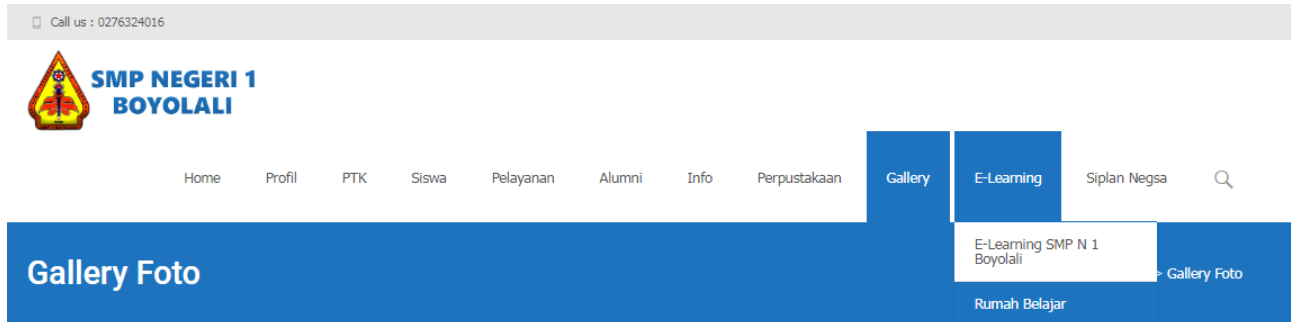 Call us : 0276324016
SMP NEGERI 1
BOYOLALI
Home Profil PTK Siswa Pelayanan Alumni Info Perpustakaan Gallery E-Learning Siplan Negsa
E-Learning SMP N 1
Boyolali
Gallery Foto
> Gallery Foto
Rumah Belajar